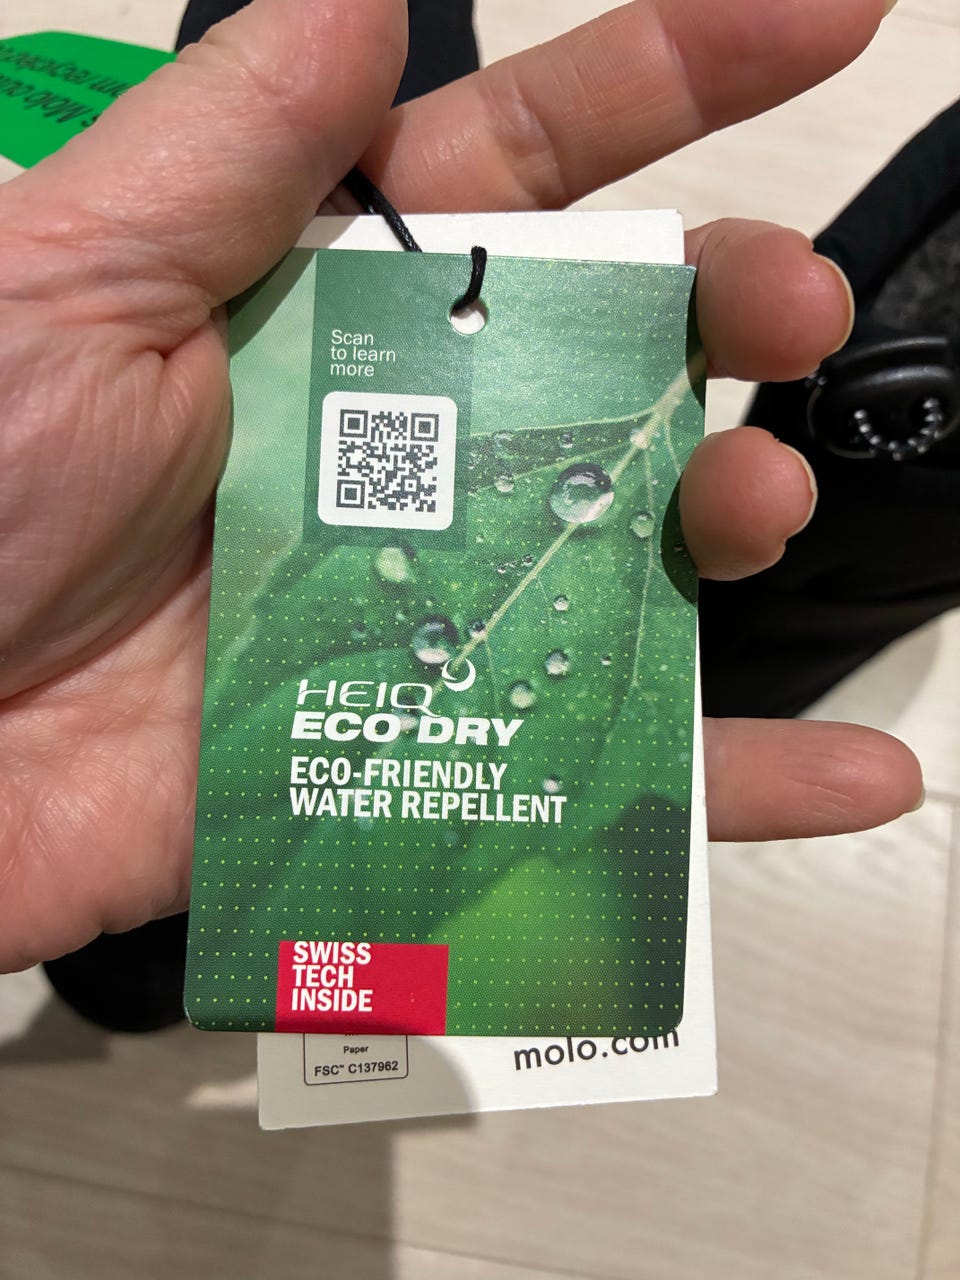 Scan
to learn
more
HEIQ
ECO DRY
ECO-FRIENDLY
WATER REPELLENT
SWISS
TECH
INSIDE
Paper
FSC™ C137962
molo.com